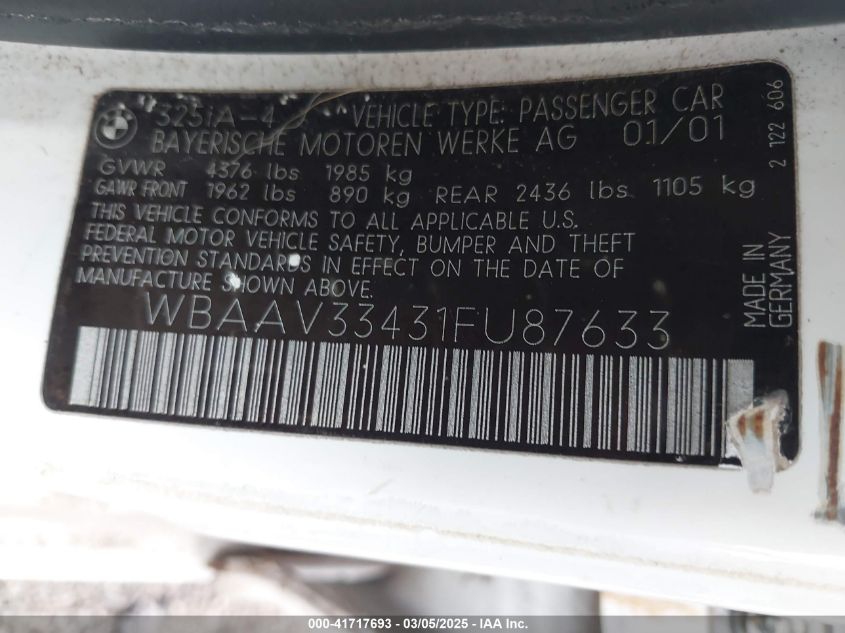 325iA-4 VEHICLE TYPE: PASSENGER CAR
BAYERISCHE MOTOREN WERKE AG 01/01
GVWR 4376 lbs 1985 kg
GAWR FRONT 1962 lbs 890 kg REAR 2436 lbs 1105 kg
THIS VEHICLE CONFORMS TO ALL APPLICABLE U.S.
FEDERAL MOTOR VEHICLE SAFETY, BUMPER AND THEFT
PREVENTION STANDARDS IN EFFECT ON THE DATE OF
MANUFACTURE SHOWN ABOVE.
WBAAV33431FU87633
2 122 606
MADE IN
GERMANY
000-41717693 - 03/05/2025 - IAA Inc.